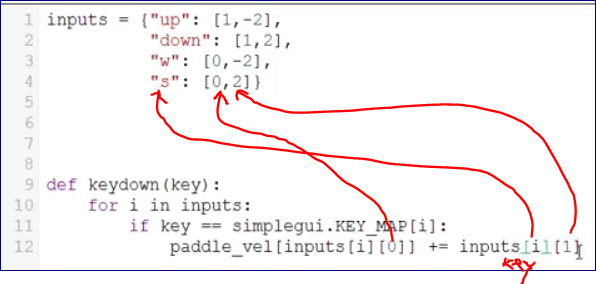 1 inputs = {"up": [1,-2],
2 "down": [1,2],
3 "w": [0,-2],
4 "s": [0,2]}
5
6
7
8
9 def keydown(key):
10 for i in inputs:
11 if key == simplegui.KEY_MAP[i]:
12 paddle_vel[inputs[i][0]] += inputs[i][1]
KEY